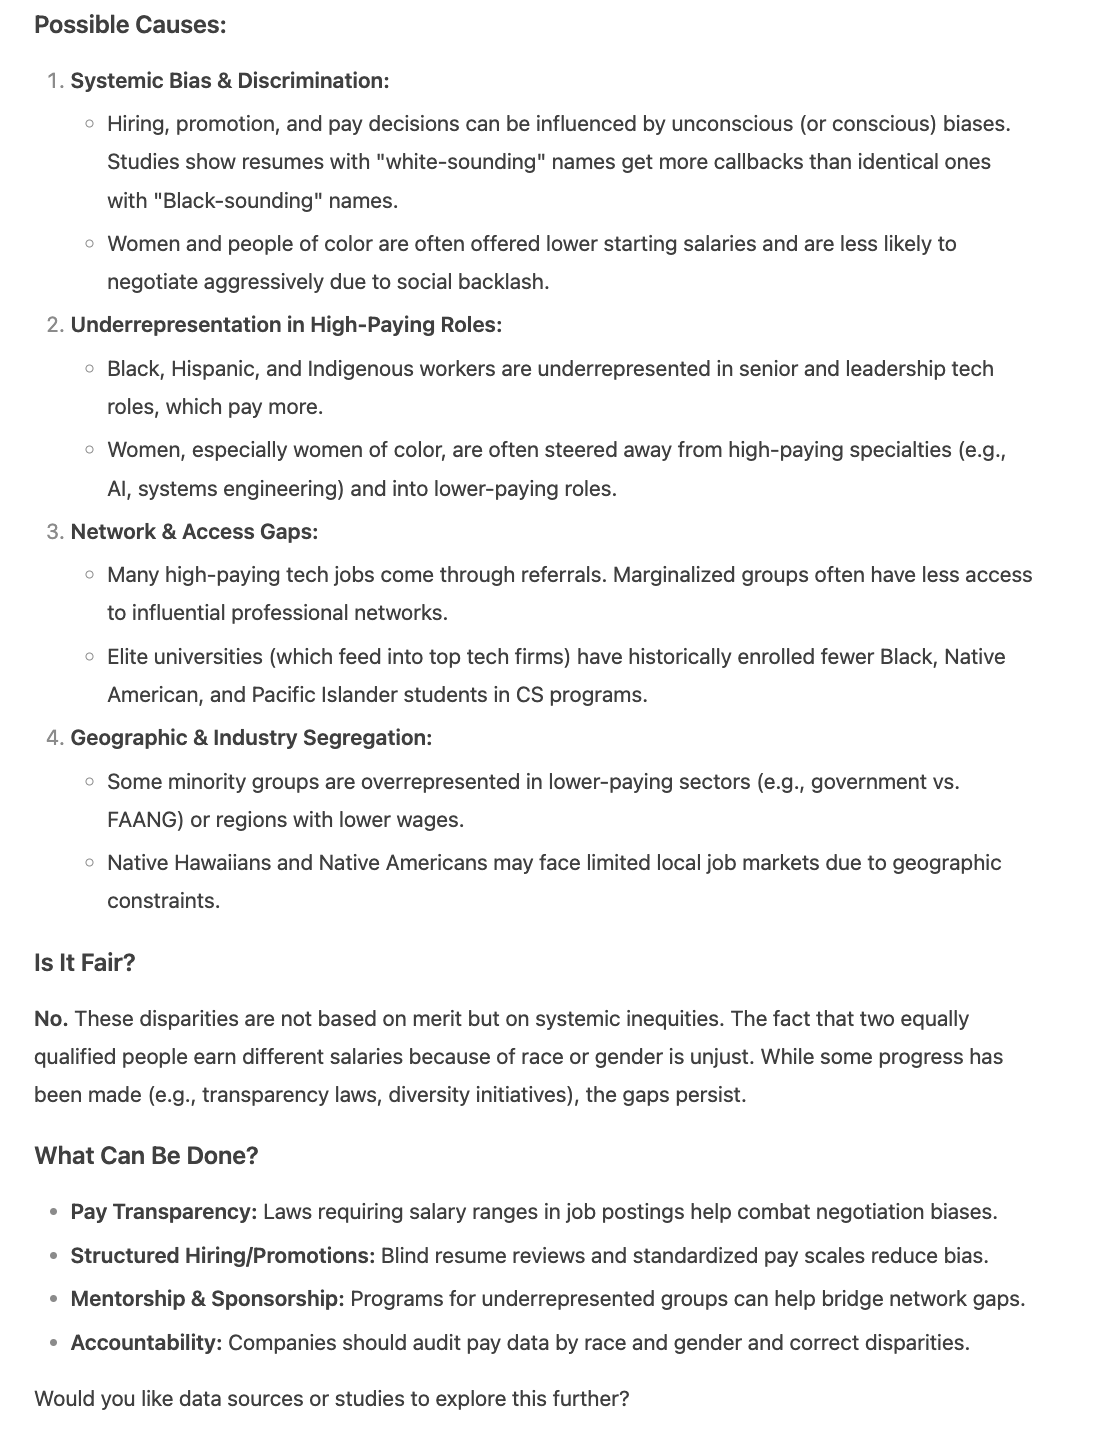 Possible Causes:
1. Systemic Bias & Discrimination:
◦ Hiring, promotion, and pay decisions can be influenced by unconscious (or conscious) biases.
Studies show resumes with "white-sounding" names get more callbacks than identical ones
with "Black-sounding" names.
◦ Women and people of color are often offered lower starting salaries and are less likely to
negotiate aggressively due to social backlash.
2. Underrepresentation in High-Paying Roles:
◦ Black, Hispanic, and Indigenous workers are underrepresented in senior and leadership tech
roles, which pay more.
◦ Women, especially women of color, are often steered away from high-paying specialties (e.g.,
AI, systems engineering) and into lower-paying roles.
3. Network & Access Gaps:
◦ Many high-paying tech jobs come through referrals. Marginalized groups often have less access
to influential professional networks.
◦ Elite universities (which feed into top tech firms) have historically enrolled fewer Black, Native
American, and Pacific Islander students in CS programs.
4. Geographic & Industry Segregation:
◦ Some minority groups are overrepresented in lower-paying sectors (e.g., government vs.
FAANG) or regions with lower wages.
◦ Native Hawaiians and Native Americans may face limited local job markets due to geographic
constraints.
Is It Fair?
No. These disparities are not based on merit but on systemic inequities. The fact that two equally
qualified people earn different salaries because of race or gender is unjust. While some progress has
been made (e.g., transparency laws, diversity initiatives), the gaps persist.
What Can Be Done?
• Pay Transparency: Laws requiring salary ranges in job postings help combat negotiation biases.
• Structured Hiring/Promotions: Blind resume reviews and standardized pay scales reduce bias.
• Mentorship & Sponsorship: Programs for underrepresented groups can help bridge network gaps.
• Accountability: Companies should audit pay data by race and gender and correct disparities.
Would you like data sources or studies to explore this further?